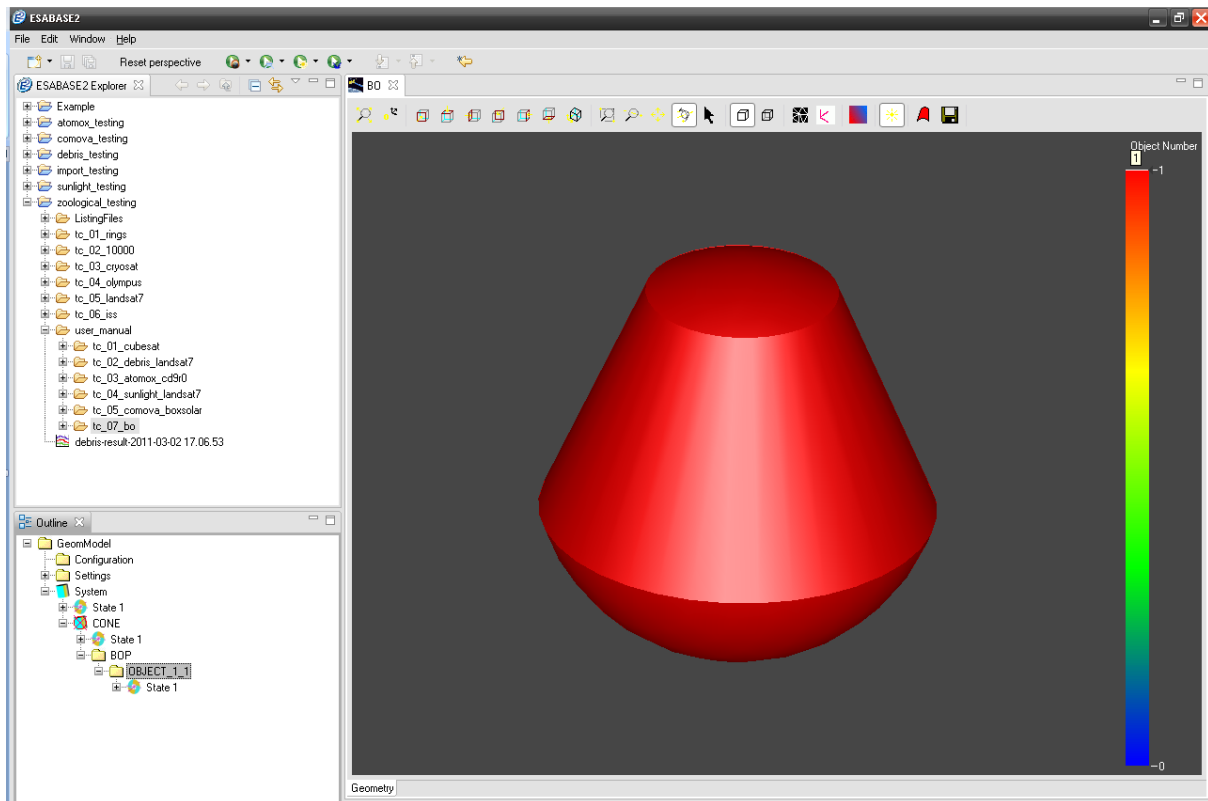 ESABASE2
File Edit Window Help
Reset perspective
ESABASE2 Explorer
Example
atomox_testing
comova_testing
debris_testing
import_testing
sunlight_testing
zoological_testing
ListingFiles
tc_01_rings
tc_02_10000
tc_03_cryosat
tc_04_olympus
tc_05_landsat7
tc_06_iss
user_manual
tc_01_cubesat
tc_02_debris_landsat7
tc_03_atomox_cd9r0
tc_04_sunlight_landsat7
tc_05_comova_boxsolar
tc_07_bo
debris-result-2011-03-02 17.06.53
Outline
GeomModel
Configuration
Settings
System
State 1
CONE
State 1
BOP
OBJECT_1_1
State 1
BO
Object Number
1
1
0
Geometry